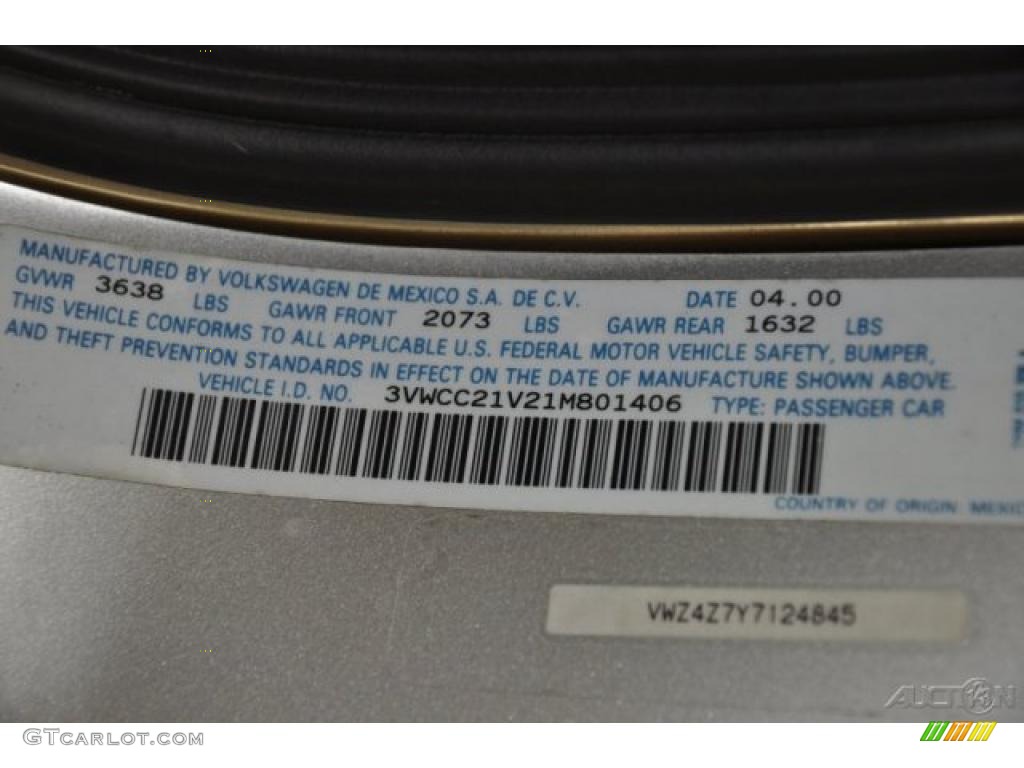 MANUFACTURED BY VOLKSWAGEN DE MEXICO S.A. DE C.V. DATE 04.00
GVWR 3638 LBS GAWR FRONT 2073 LBS GAWR REAR 1632 LBS
THIS VEHICLE CONFORMS TO ALL APPLICABLE U.S. FEDERAL MOTOR VEHICLE SAFETY, BUMPER,
AND THEFT PREVENTION STANDARDS IN EFFECT ON THE DATE OF MANUFACTURE SHOWN ABOVE.
VEHICLE I.D. NO. 3VWCC21V21M801406 TYPE: PASSENGER CAR
COUNTRY OF ORIGIN MEXIC
VWZ4Z7Y7124845
AUCTION
GTCARLOT.COM